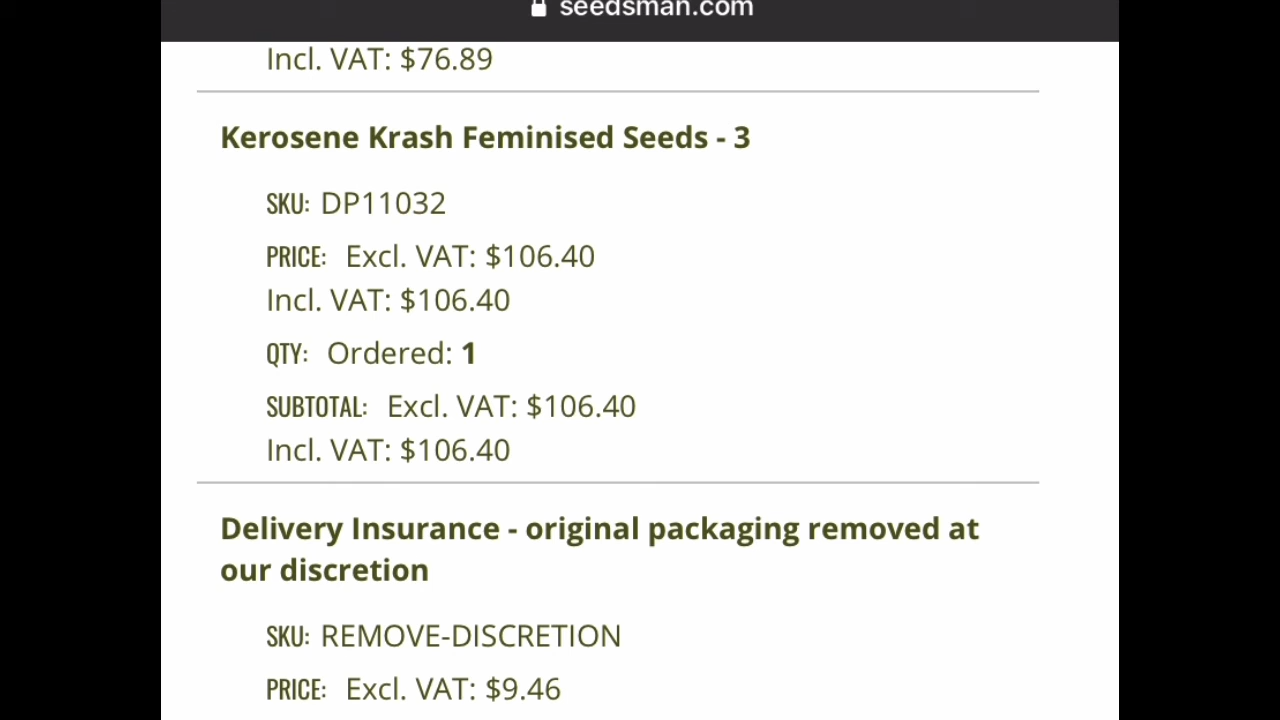 seedsman.com
Incl. VAT: $76.89
Kerosene Krash Feminised Seeds - 3
SKU: DP11032
PRICE: Excl. VAT: $106.40
Incl. VAT: $106.40
QTY: Ordered: 1
SUBTOTAL: Excl. VAT: $106.40
Incl. VAT: $106.40
Delivery Insurance - original packaging removed at
our discretion
SKU: REMOVE-DISCRETION
PRICE: Excl. VAT: $9.46